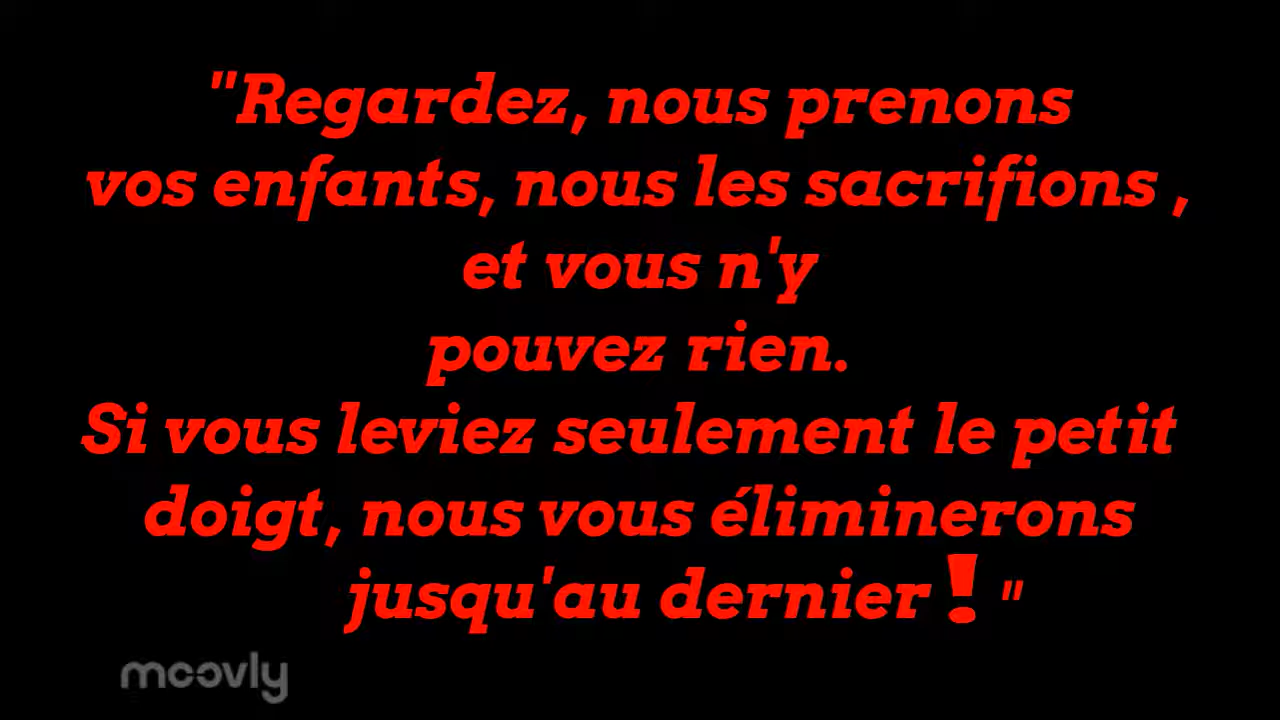 "Regardez, nous prenons
vos enfants, nous les sacrifions ,
et vous n'y
pouvez rien.
Si vous leviez seulement le petit
doigt, nous vous éliminerons
jusqu'au dernier ! "
moovly